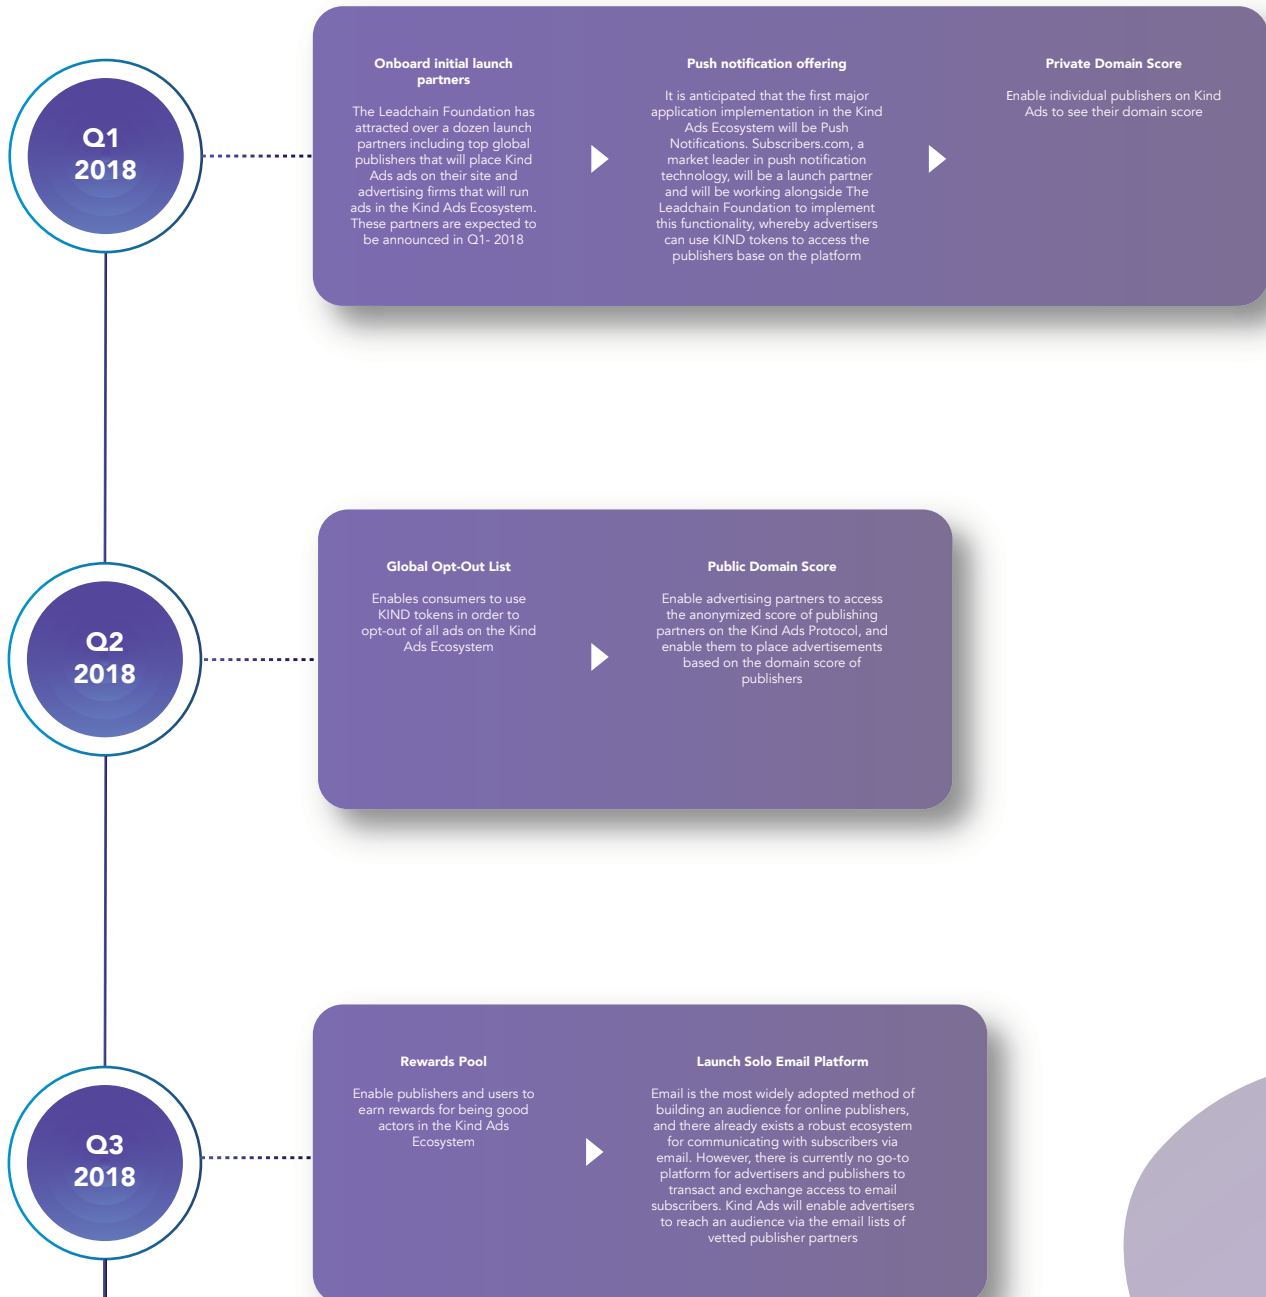 Q1
2018
Onboard initial launch
partners
The Leadchain Foundation has
attracted over a dozen launch
partners including top global
publishers that will place Kind
Ads ads on their site and
advertising firms that will run
ads in the Kind Ads Ecosystem.
These partners are expected to
be announced in Q1- 2018
Push notification offering
It is anticipated that the first major
application implementation in the Kind
Ads Ecosystem will be Push
Notifications. Subscribers.com, a
market leader in push notification
technology, will be a launch partner
and will be working alongside The
Leadchain Foundation to implement
this functionality, whereby advertisers
can use KIND tokens to access the
publishers base on the platform
Private Domain Score
Enable individual publishers on Kind
Ads to see their domain score
Q2
2018
Global Opt-Out List
Enables consumers to use
KIND tokens in order to
opt-out of all ads on the Kind
Ads Ecosystem
Public Domain Score
Enable advertising partners to access
the anonymized score of publishing
partners on the Kind Ads Protocol, and
enable them to place advertisements
based on the domain score of
publishers
Q3
2018
Rewards Pool
Enable publishers and users to
earn rewards for being good
actors in the Kind Ads
Ecosystem
Launch Solo Email Platform
Email is the most widely adopted method of
building an audience for online publishers,
and there already exists a robust ecosystem
for communicating with subscribers via
email. However, there is currently no go-to
platform for advertisers and publishers to
transact and exchange access to email
subscribers. Kind Ads will enable advertisers
to reach an audience via the email lists of
vetted publisher partners